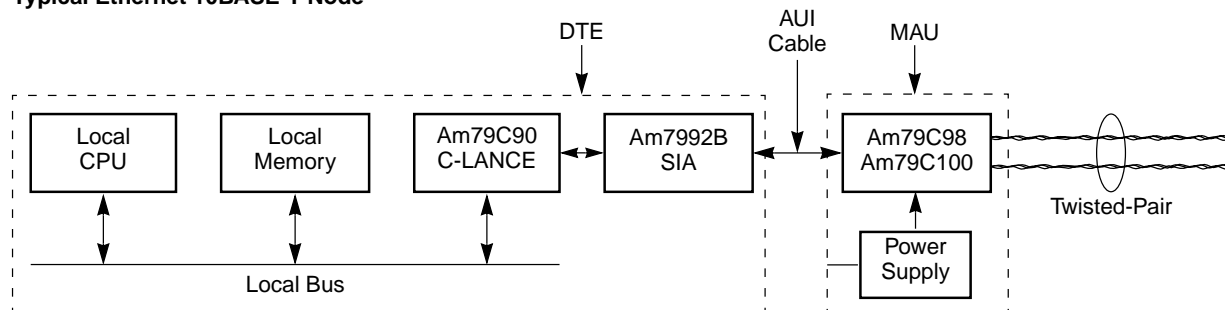 Typical Ethernet 10BASE-T Node
DTE
AUI
Cable
MAU
Local
CPU
Local
Memory
Am79C90
C-LANCE
Am7992B
SIA
Am79C98
Am79C100
Twisted-Pair
Power
Supply
Local Bus